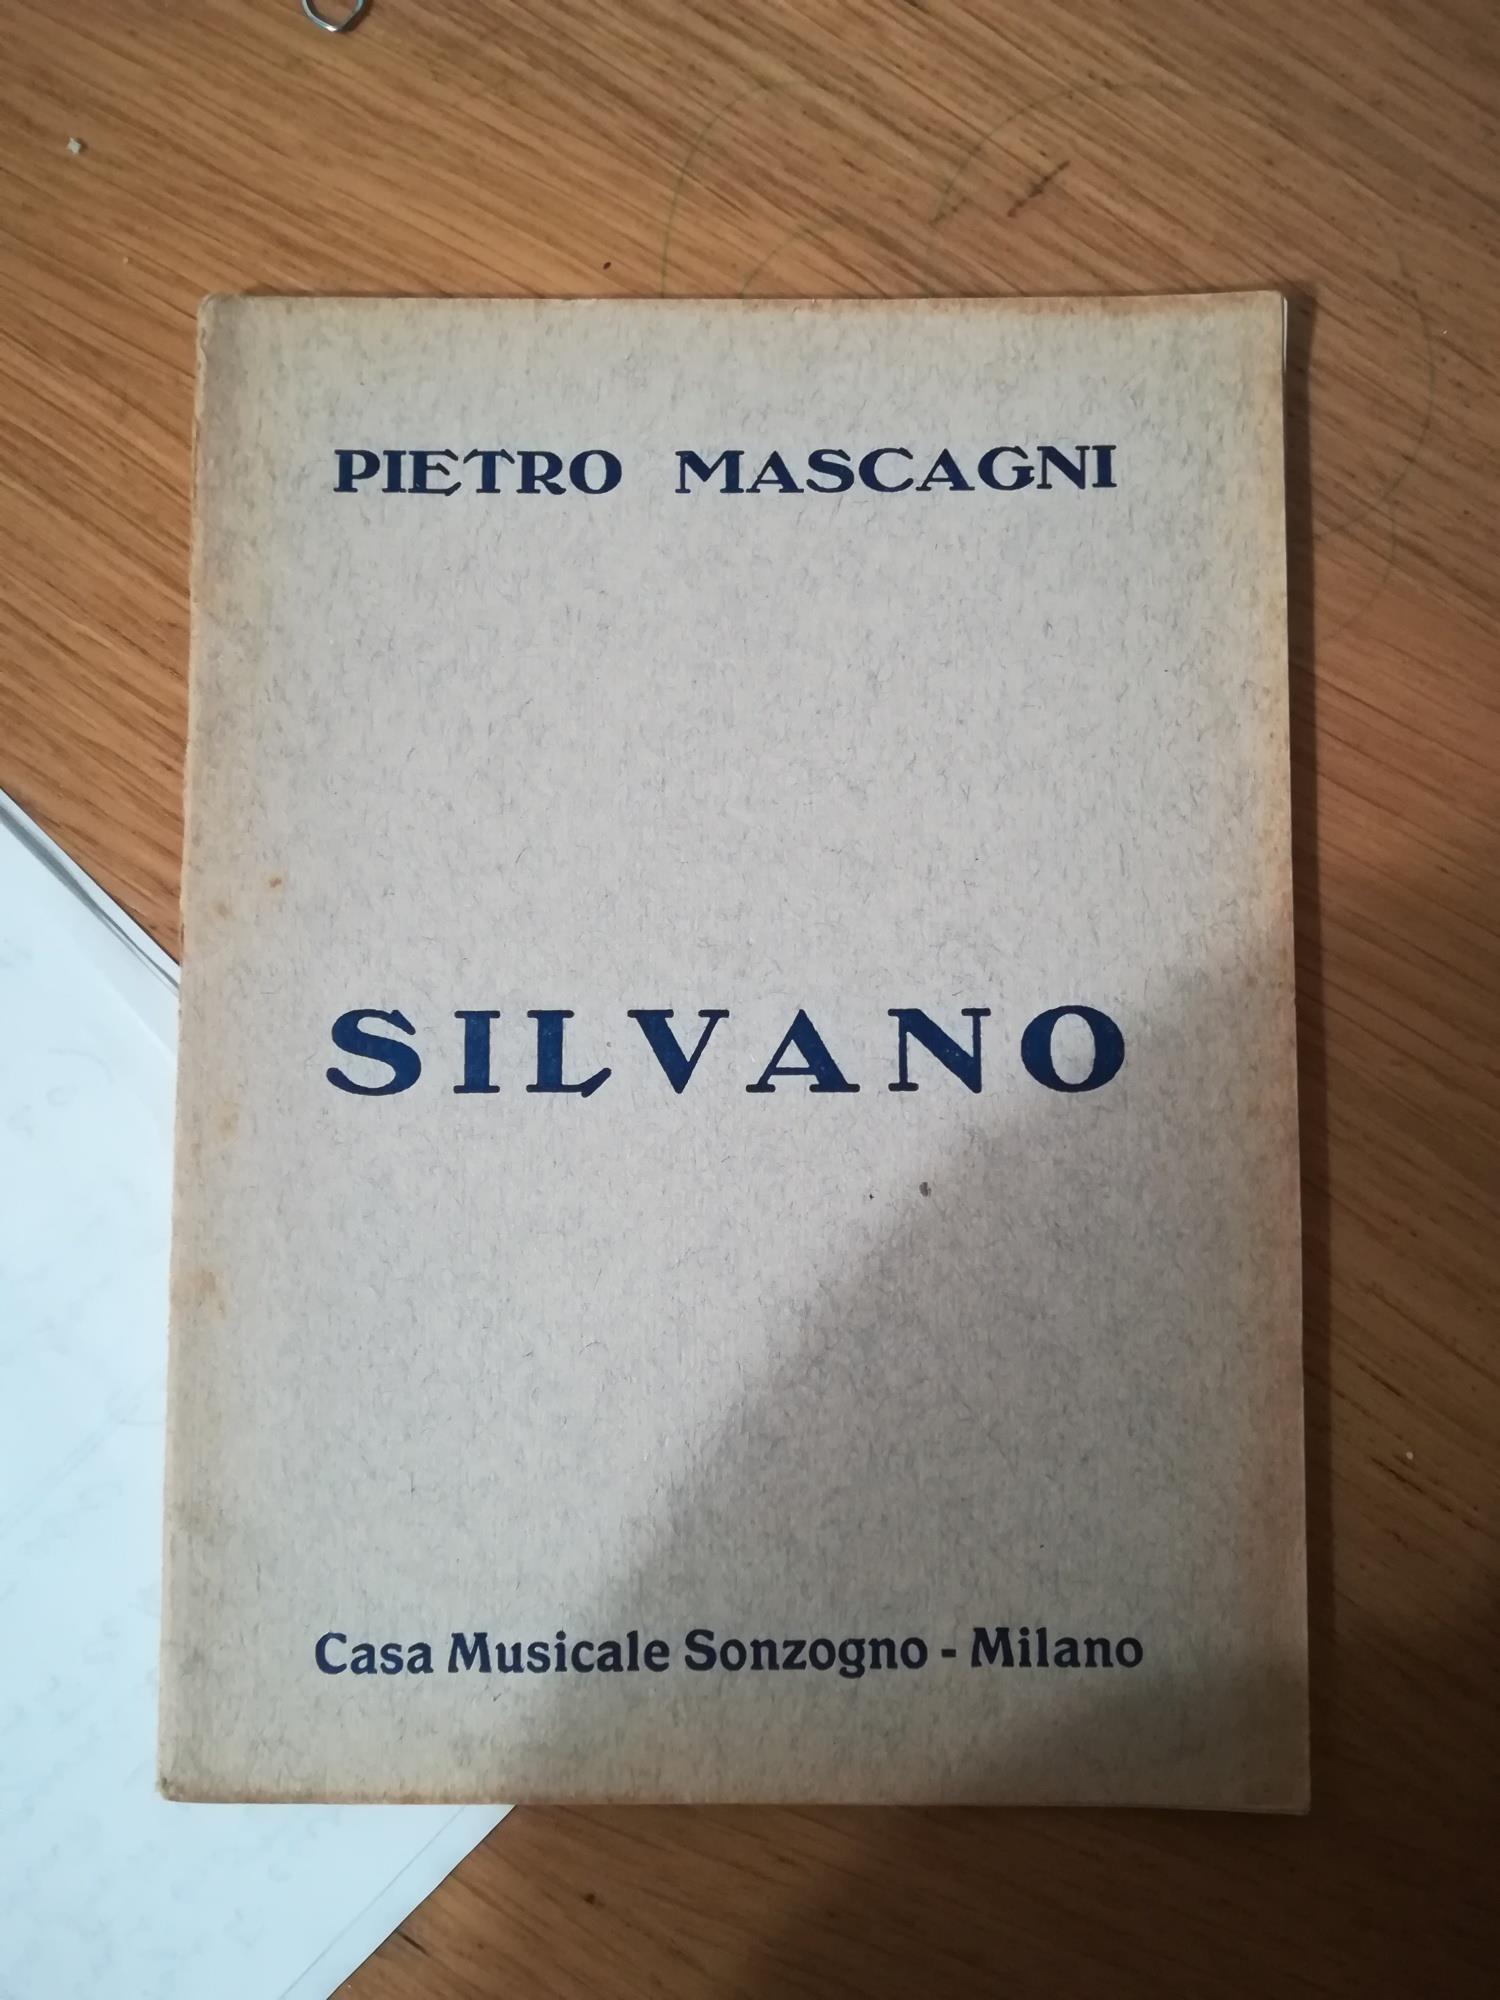 PIETRO MASCAGNI
SILVANO
Casa Musicale Sonzogno - Milano